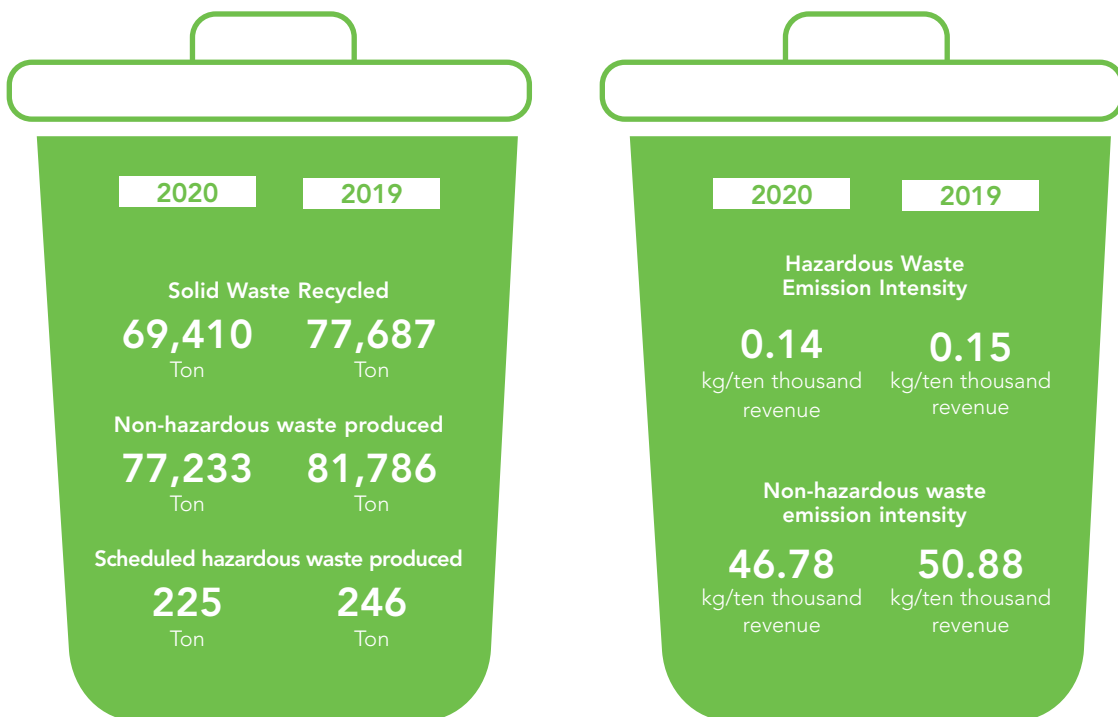 2020 2019
Solid Waste Recycled
69,410 77,687
Ton Ton
Non-hazardous waste produced
77,233 81,786
Ton Ton
Scheduled hazardous waste produced
225 246
Ton Ton
2020 2019
Hazardous Waste
Emission Intensity
0.14 0.15
kg/ten thousand kg/ten thousand
revenue revenue
Non-hazardous waste
emission intensity
46.78 50.88
kg/ten thousand kg/ten thousand
revenue revenue